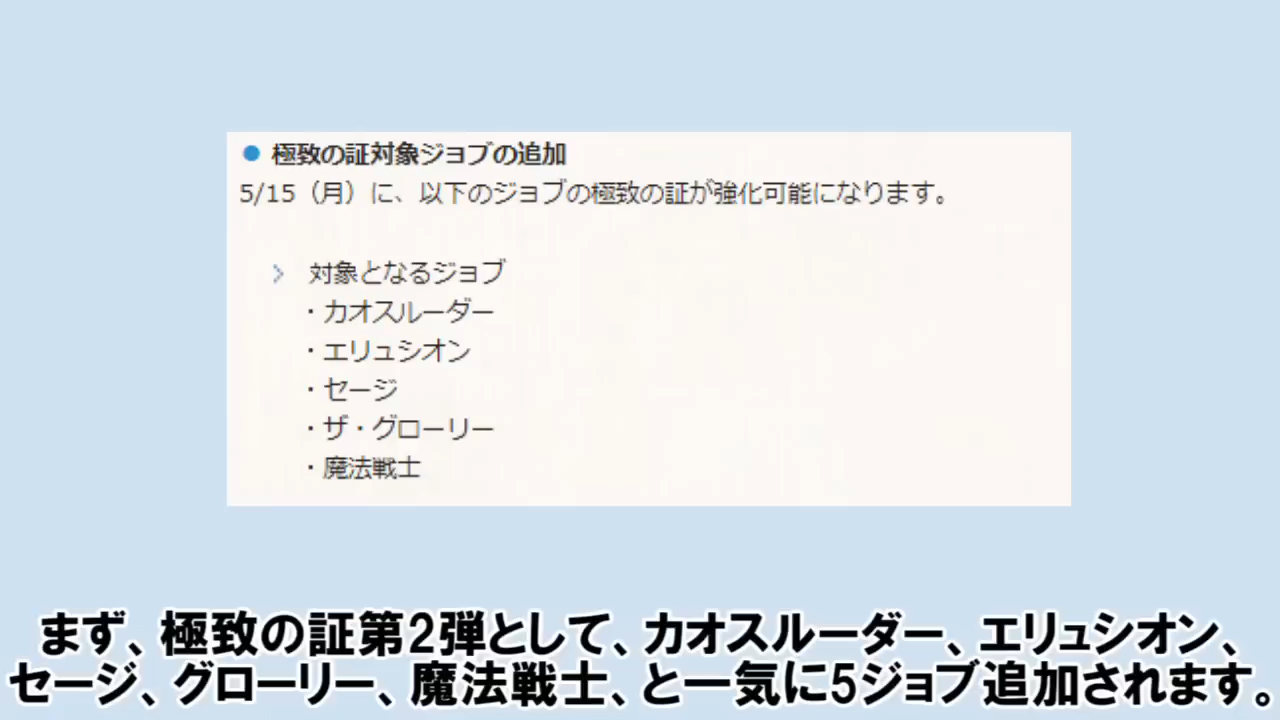 ● 極致の証対象ジョブの追加
5/15（月）に、以下のジョブの極致の証が強化可能になります。
> 対象となるジョブ
・カオスルーダー
・エリュシオン
・セージ
・ザ・グローリー
・魔法戦士
まず、極致の証第2弾として、カオスルーダー、エリュシオン、
セージ、グローリー、魔法戦士、と一気に5ジョブ追加されます。